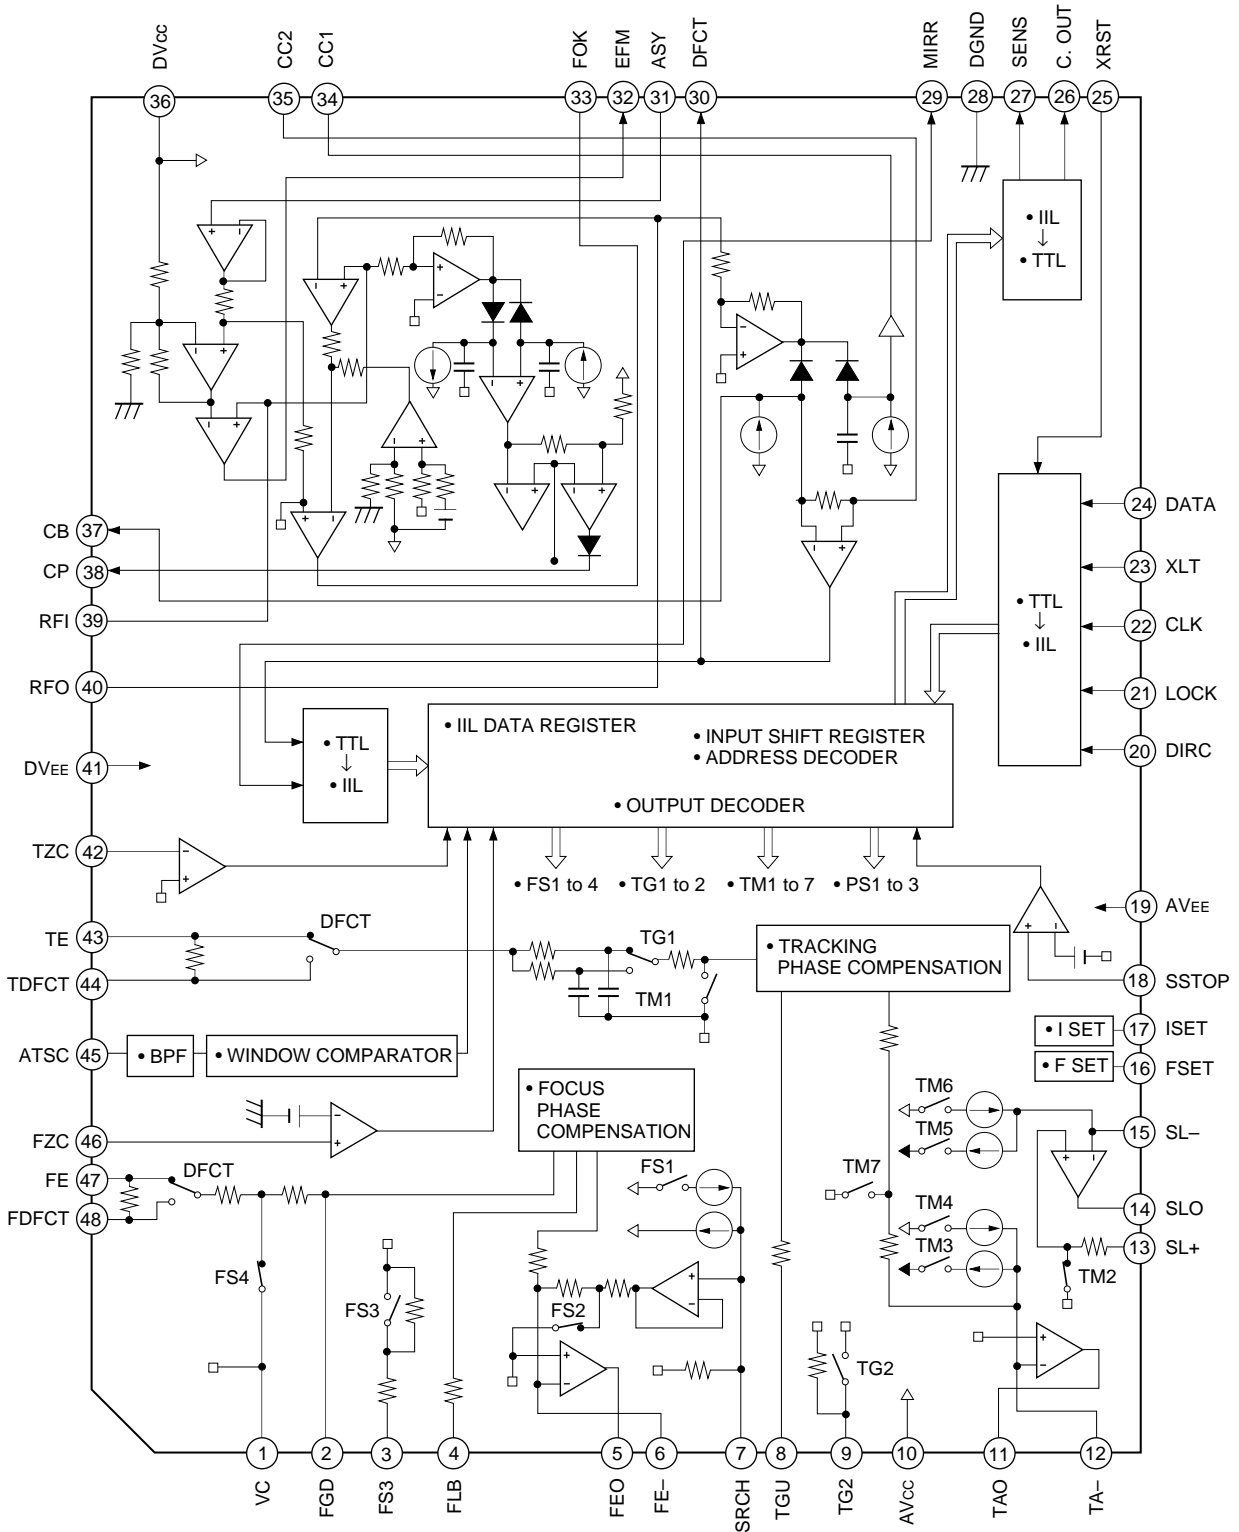 DVcc
CC2
CC1
FOK
EFM
ASY
DFCT
MIRR
DGND
SENS
C. OUT
XRST
36
35
34
33
32
31
30
29
28
27
26
25
• IIL
↓
• TTL
CB 37
CP 38
RFI 39
RFO 40
DVEE 41
TZC 42
TE 43
TDFCT 44
ATSC 45
FZC 46
FE 47
FDFCT 48
24 DATA
23 XLT
22 CLK
21 LOCK
20 DIRC
19 AVEE
18 SSTOP
17 ISET
16 FSET
15 SL–
14 SLO
13 SL+
• TTL
↓
• IIL
• TTL
↓
• IIL
• IIL DATA REGISTER
• INPUT SHIFT REGISTER
• ADDRESS DECODER
• OUTPUT DECODER
• FS1 to 4
• TG1 to 2
• TM1 to 7
• PS1 to 3
DFCT
TG1
TM1
• TRACKING
PHASE COMPENSATION
• I SET
• F SET
• BPF
• WINDOW COMPARATOR
• FOCUS
PHASE
COMPENSATION
DFCT
FS4
FS3
FS2
FS1
TM6
TM5
TM7
TM4
TM3
TM2
TG2
1
2
3
4
5
6
7
8
9
10
11
12
VC
FGD
FS3
FLB
FEO
FE–
SRCH
TGU
TG2
AVcc
TAO
TA–